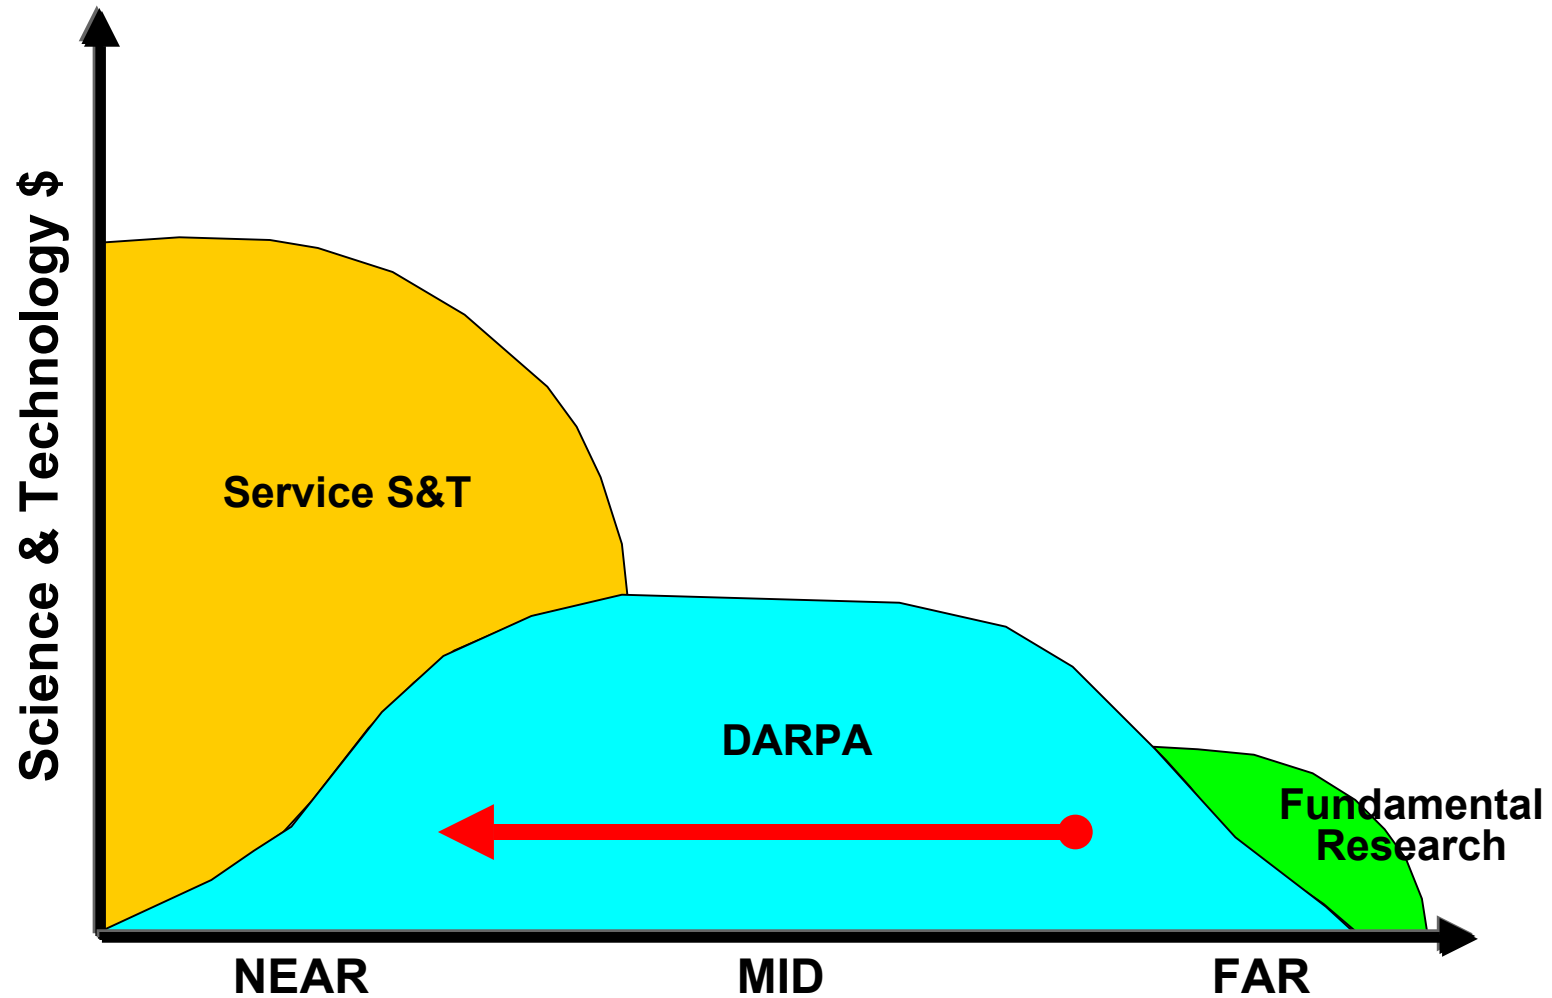 Science & Technology $
Service S&T
DARPA
Fundamental
Research
NEAR
MID
FAR